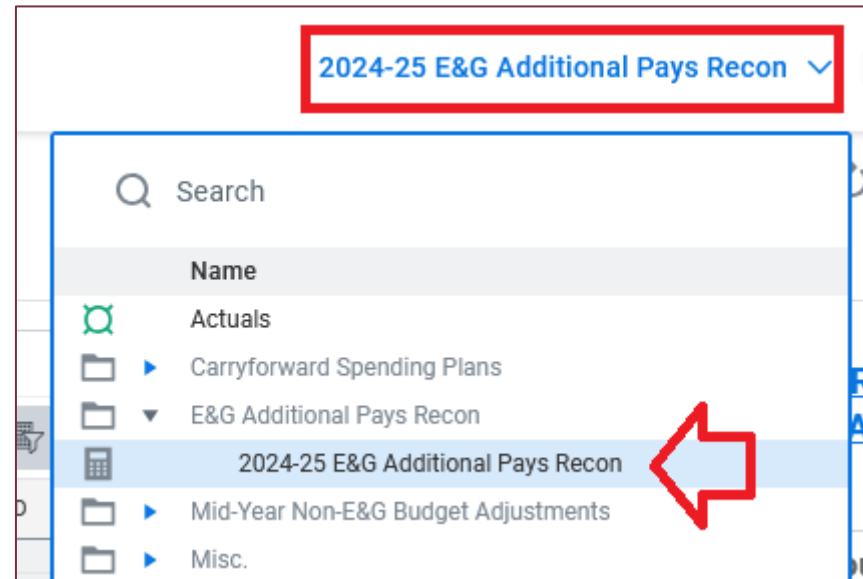 2024-25 E&G Additional Pays Recon
Search
Name
Actuals
Carryforward Spending Plans
E&G Additional Pays Recon
2024-25 E&G Additional Pays Recon
Mid-Year Non-E&G Budget Adjustments
Misc.